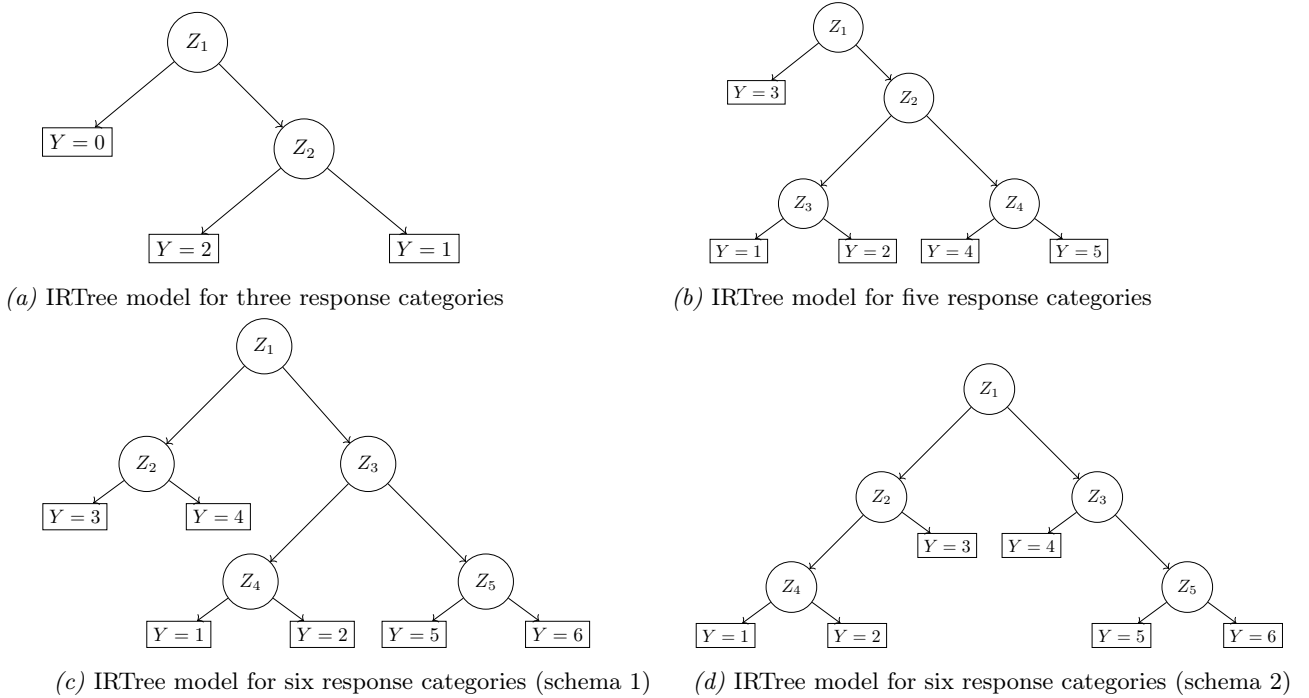 Z1
Y = 0
Z2
Y = 2
Y = 1
(a) IRTree model for three response categories
Z1
Y = 3
Z2
Z3
Z4
Y = 1
Y = 2
Y = 4
Y = 5
(b) IRTree model for five response categories
Z1
Z2
Z3
Y = 3
Y = 4
Z4
Z5
Y = 1
Y = 2
Y = 5
Y = 6
(c) IRTree model for six response categories (schema 1)
Z1
Z2
Z3
Y = 3
Y = 4
Z4
Z5
Y = 1
Y = 2
Y = 5
Y = 6
(d) IRTree model for six response categories (schema 2)